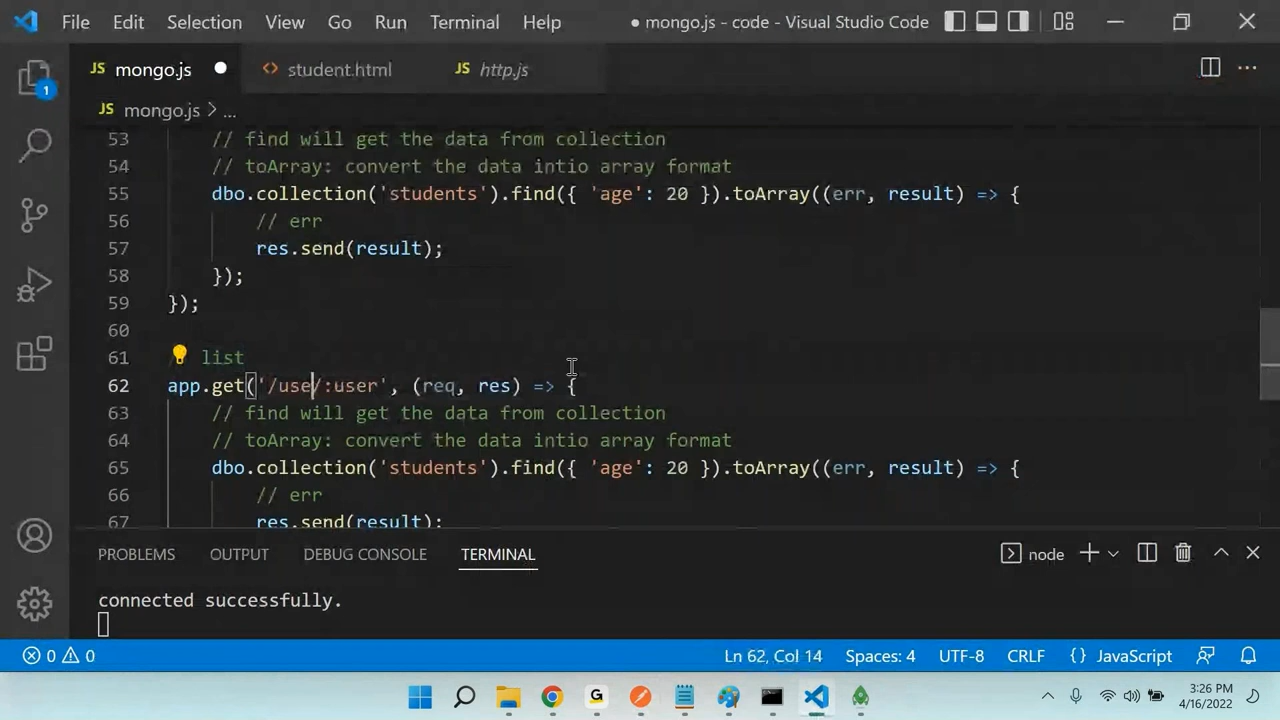 File Edit Selection View Go Run Terminal Help ● mongo.js - code - Visual Studio Code
JS mongo.js ● <> student.html JS http.js
JS mongo.js > ...
53 // find will get the data from collection
54 // toArray: convert the data intio array format
55 dbo.collection('students').find({ 'age': 20 }).toArray((err, result) => {
56 // err
57 res.send(result);
58 });
59 });
60
61 list
62 app.get('/use/:user', (req, res) => {
63 // find will get the data from collection
64 // toArray: convert the data intio array format
65 dbo.collection('students').find({ 'age': 20 }).toArray((err, result) => {
66 // err
67 res.send(result);
PROBLEMS OUTPUT DEBUG CONSOLE TERMINAL node
connected successfully.
0 0 Ln 62, Col 14 Spaces: 4 UTF-8 CRLF {} JavaScript
G 3:26 PM
4/16/2022
1